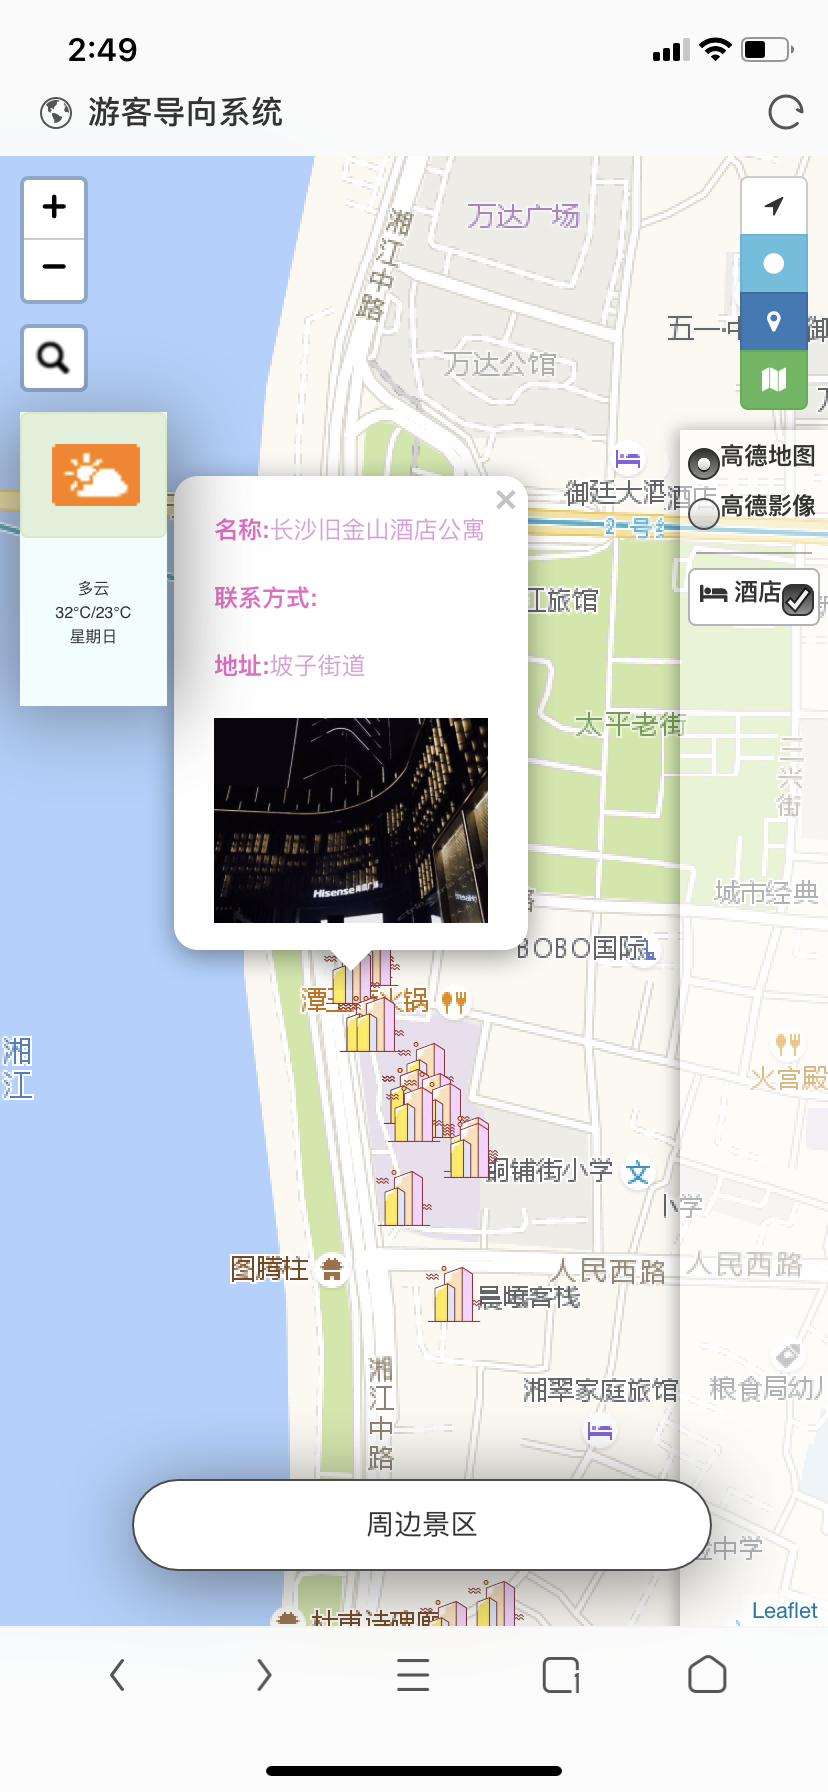 2:49
游客导向系统
+
−
湘江中路
万达广场
万达公馆
五一·中
御
高德地图
高德影像
酒店
御廷大酒
酒店
2号线
多云
32°C/23°C
星期日
名称:长沙旧金山酒店公寓
×
联系方式:
地址:坡子街道
Hisense
江旅馆
太平老街
三兴街
城市经典
BOBO国际
火锅
湘江
火宫殿
铜铺街小学
文
小学
图腾柱
人民西路
人民西路
晨曦客栈
湘江中路
湘翠家庭旅馆
粮食局幼儿
周边景区
中学
杜甫诗碑廊
Leaflet
1